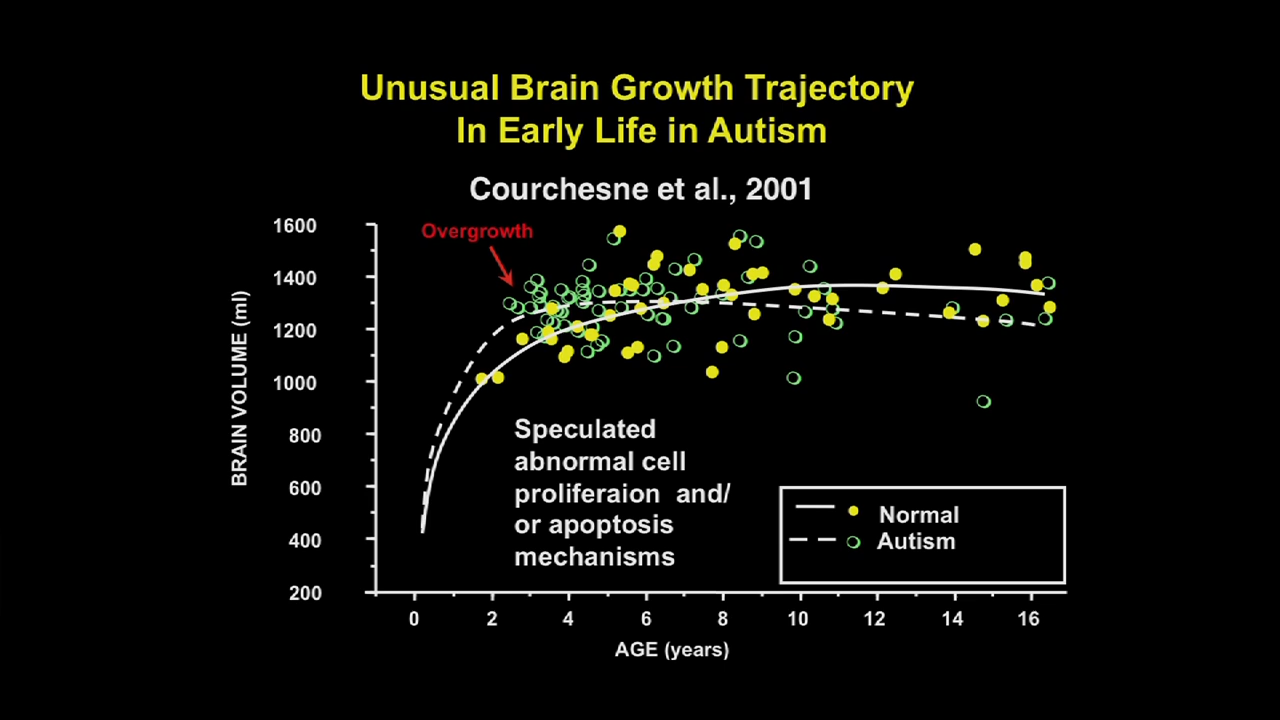 Unusual Brain Growth Trajectory
In Early Life in Autism
Courchesne et al., 2001
Overgrowth
1600
1400
1200
1000
800
600
400
200
BRAIN VOLUME (ml)
Speculated
abnormal cell
proliferaion and/
or apoptosis
mechanisms
Normal
Autism
0 2 4 6 8 10 12 14 16
AGE (years)